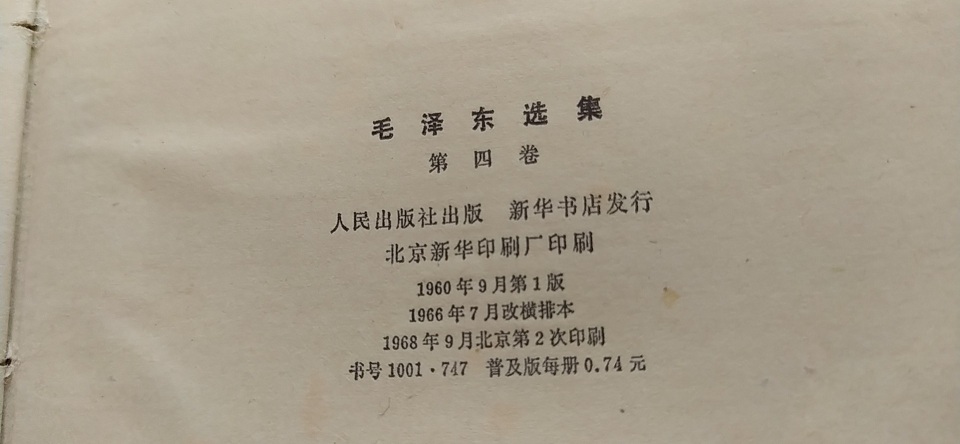 毛泽东选集
第四卷
人民出版社出版 新华书店发行
北京新华印刷厂印刷
1960年9月第1版
1966年7月改横排本
1968年9月北京第2次印刷
书号1001·747 普及版每册0.74元